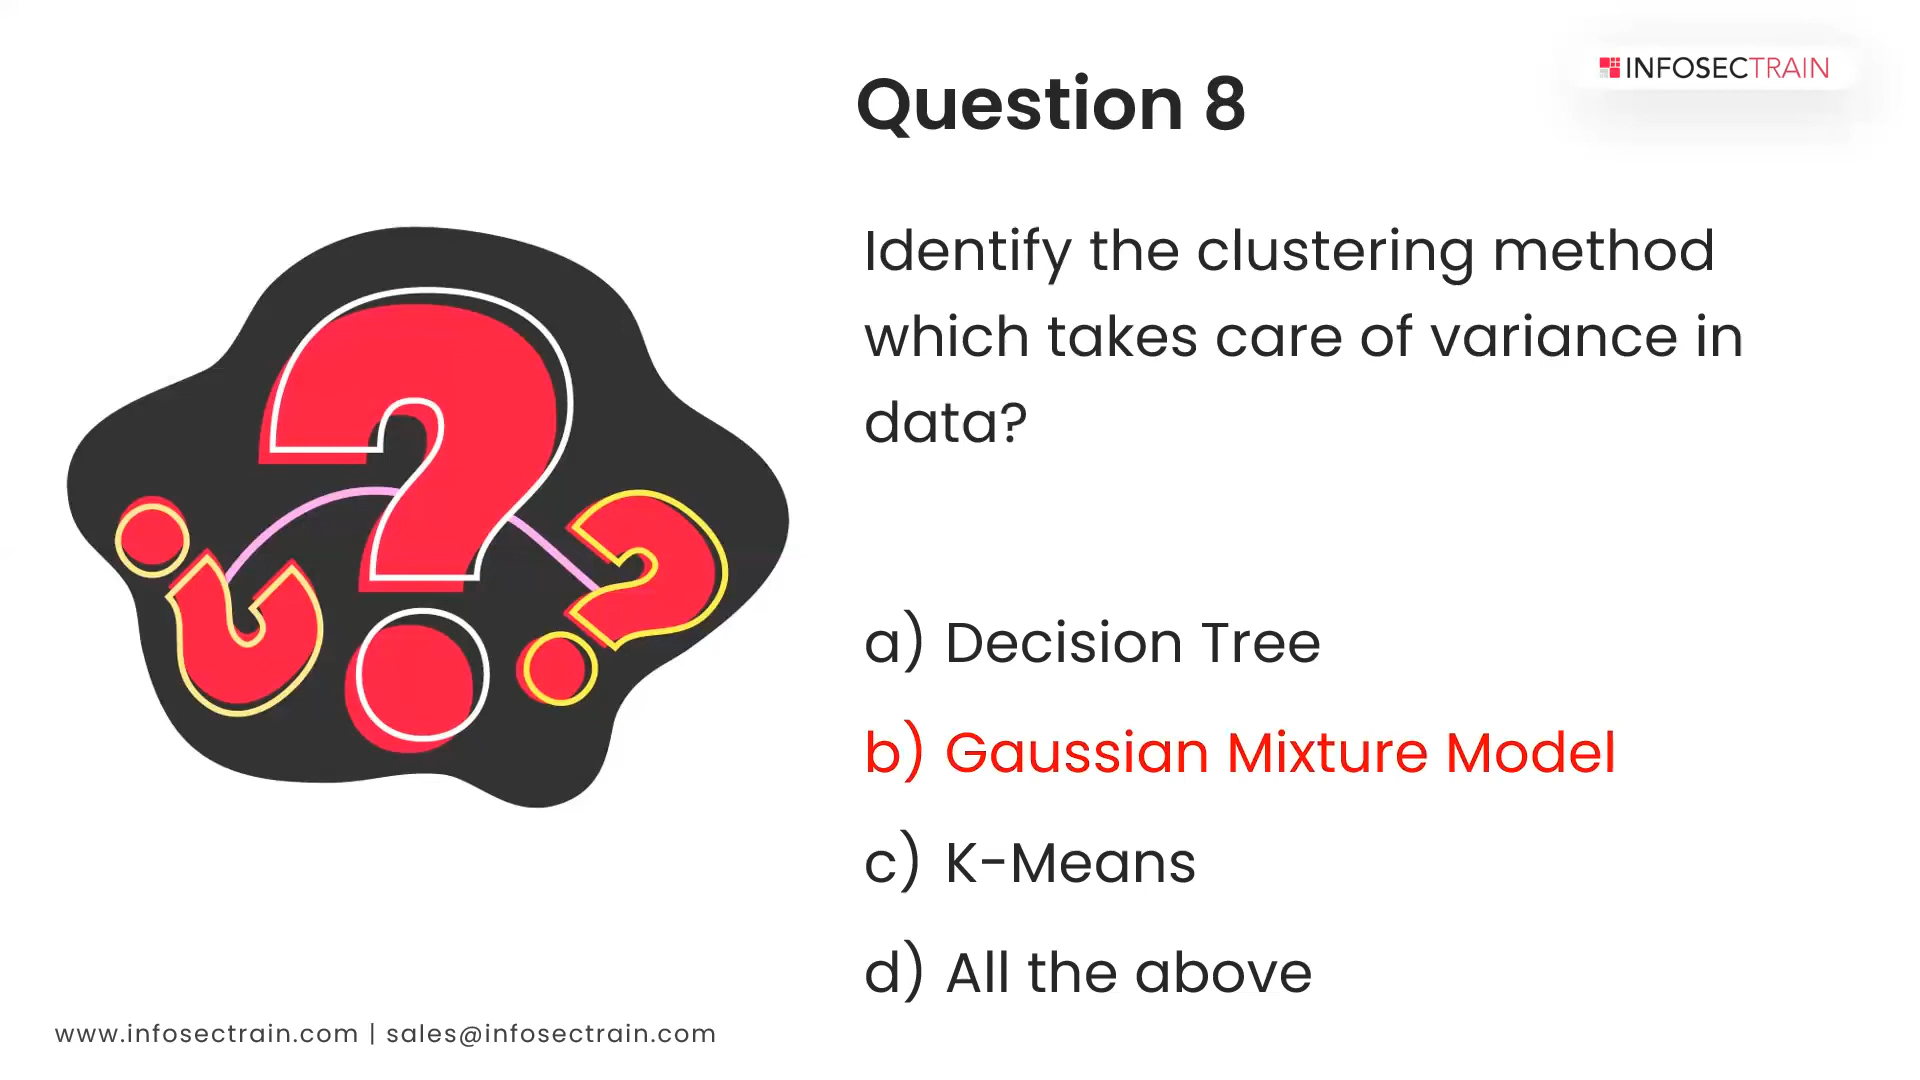 INFOSECTRAIN
Question 8
Identify the clustering method
which takes care of variance in
data?
a) Decision Tree
b) Gaussian Mixture Model
c) K-Means
d) All the above
www.infosectrain.com | sales@infosectrain.com